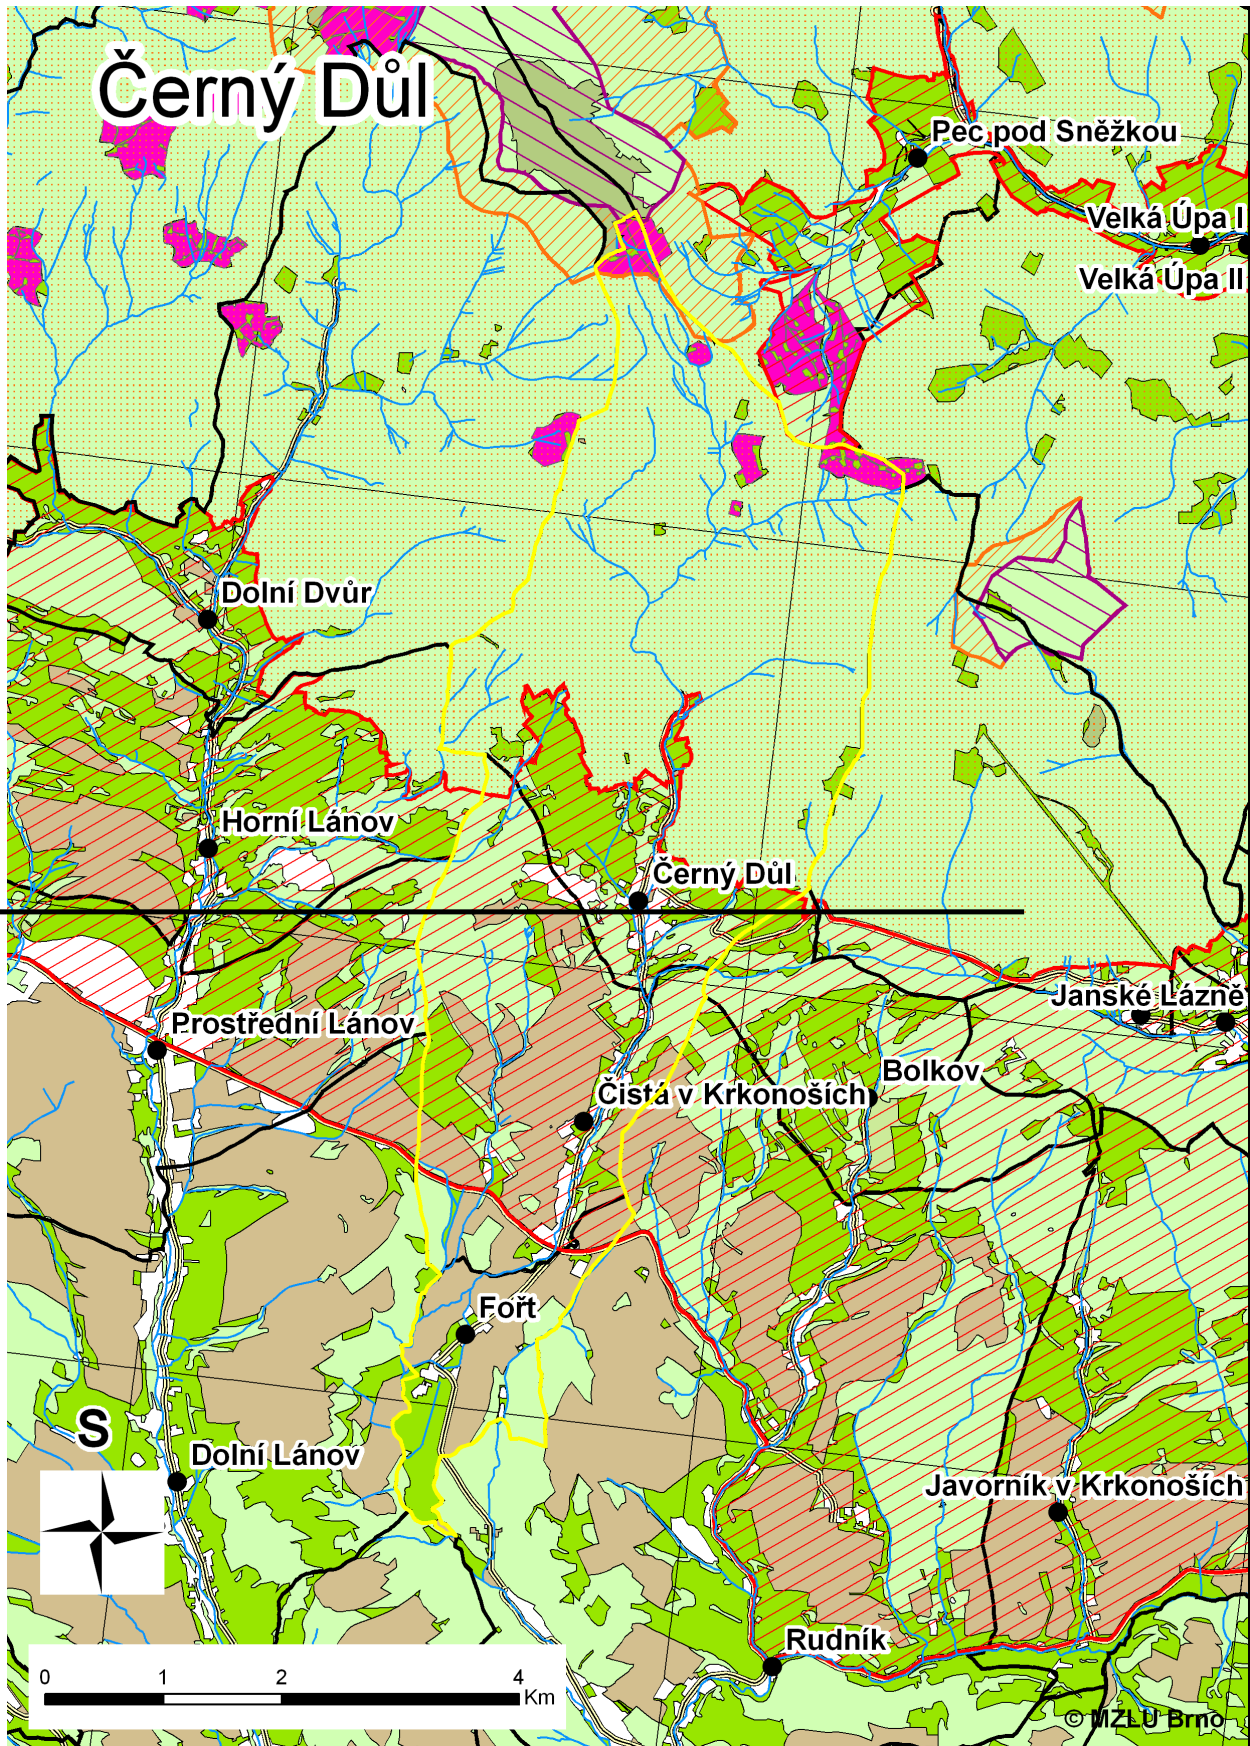 Černý Důl
Pec pod Sněžkou
Velká Úpa I
Velká Úpa II
Dolní Dvůr
Horní Lánov
Černý Důl
Janské Lázně
Prostřední Lánov
Bolkov
Čistá v Krkonoších
Fořt
S
Dolní Lánov
Javorník v Krkonoších
Rudník
0 1 2 4 Km
© MZLU Brno